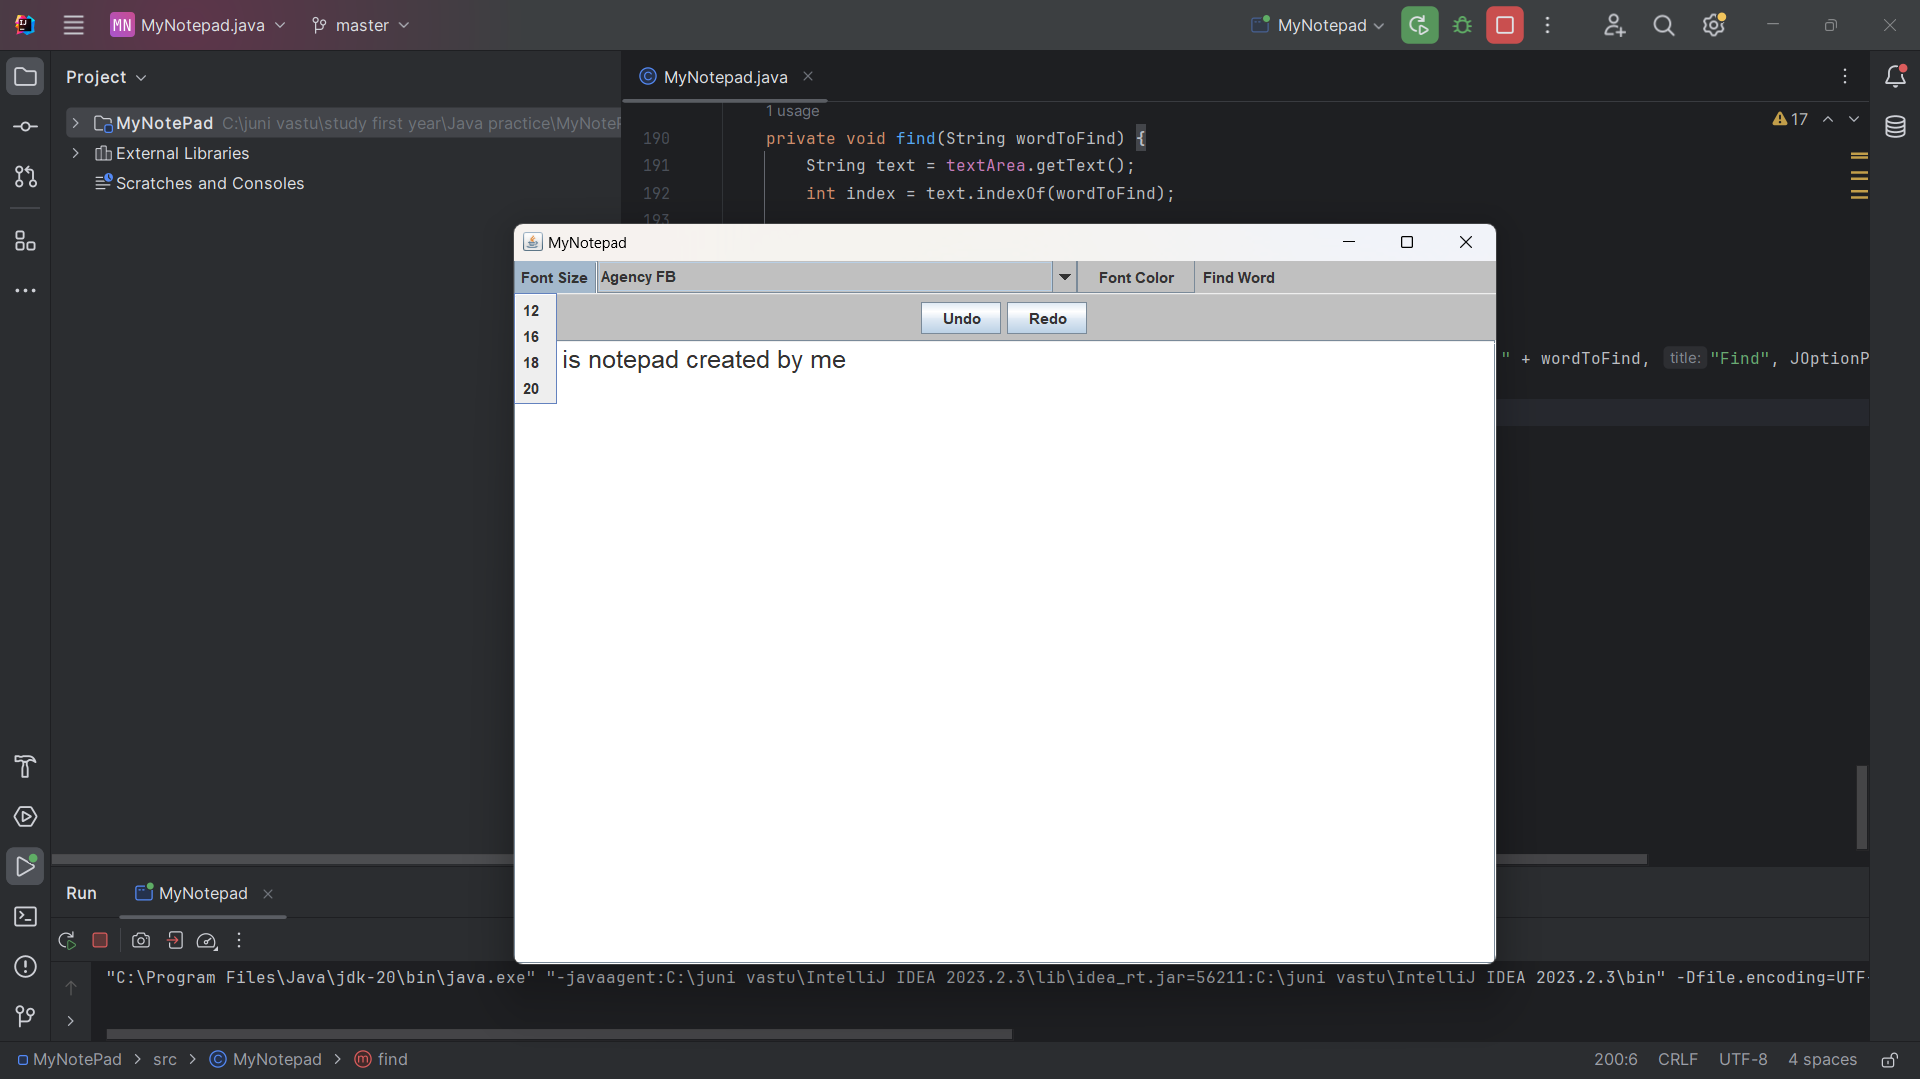 MN MyNotepad.java master MyNotepad
Project
MyNotepad.java
MyNotePad C:\juni vastu\study first year\Java practice\MyNoteP
External Libraries
Scratches and Consoles
1 usage
17
190 private void find(String wordToFind) {
191 String text = textArea.getText();
192 int index = text.indexOf(wordToFind);
193
MyNotepad
Font Size Agency FB Font Color Find Word
12
16
18
20
Undo Redo
is notepad created by me
" + wordToFind, title: "Find", JOptionP
Run MyNotepad
"C:\Program Files\Java\jdk-20\bin\java.exe" "-javaagent:C:\juni vastu\IntelliJ IDEA 2023.2.3\lib\idea_rt.jar=56211:C:\juni vastu\IntelliJ IDEA 2023.2.3\bin" -Dfile.encoding=UTF-
MyNotePad > src > MyNotepad > find
200:6 CRLF UTF-8 4 spaces